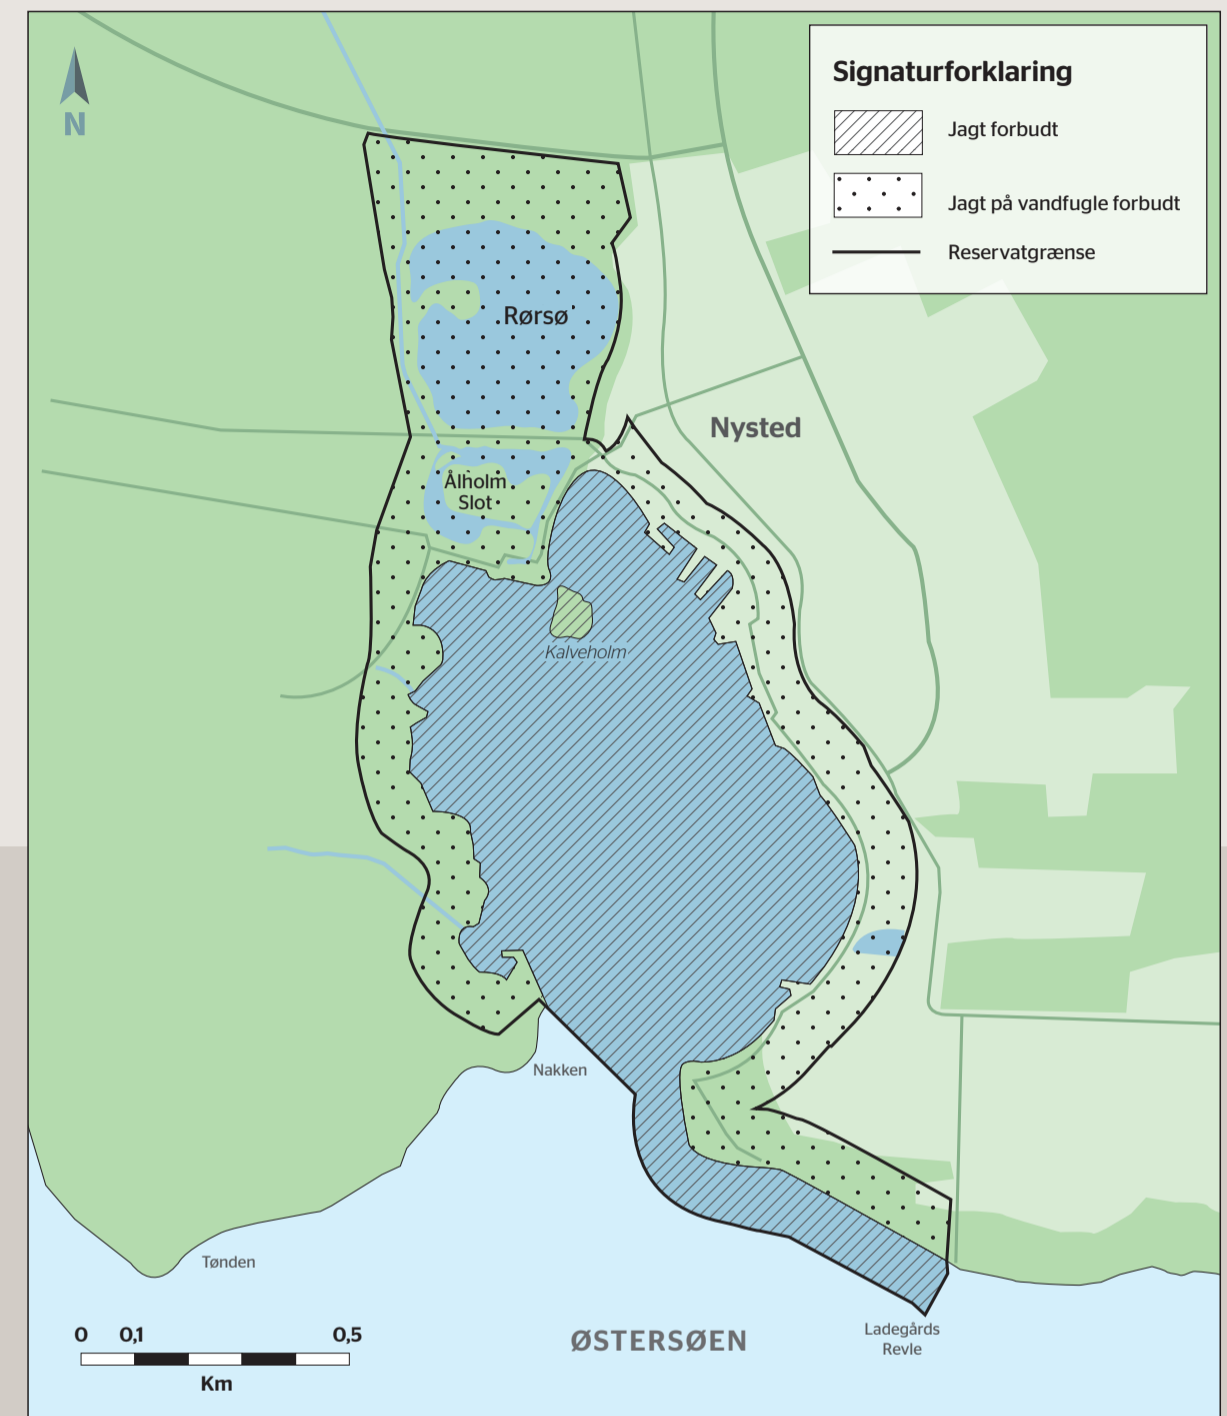 Signaturforklaring
Jagt forbudt
Jagt på vandfugle forbudt
Reservatgrænse
N
Rørsø
Nysted
Ålholm
Slot
Kalveholm
Nakken
Tønden
ØSTERSØEN
Ladegårds
Revle
0 0,1 0,5
Km